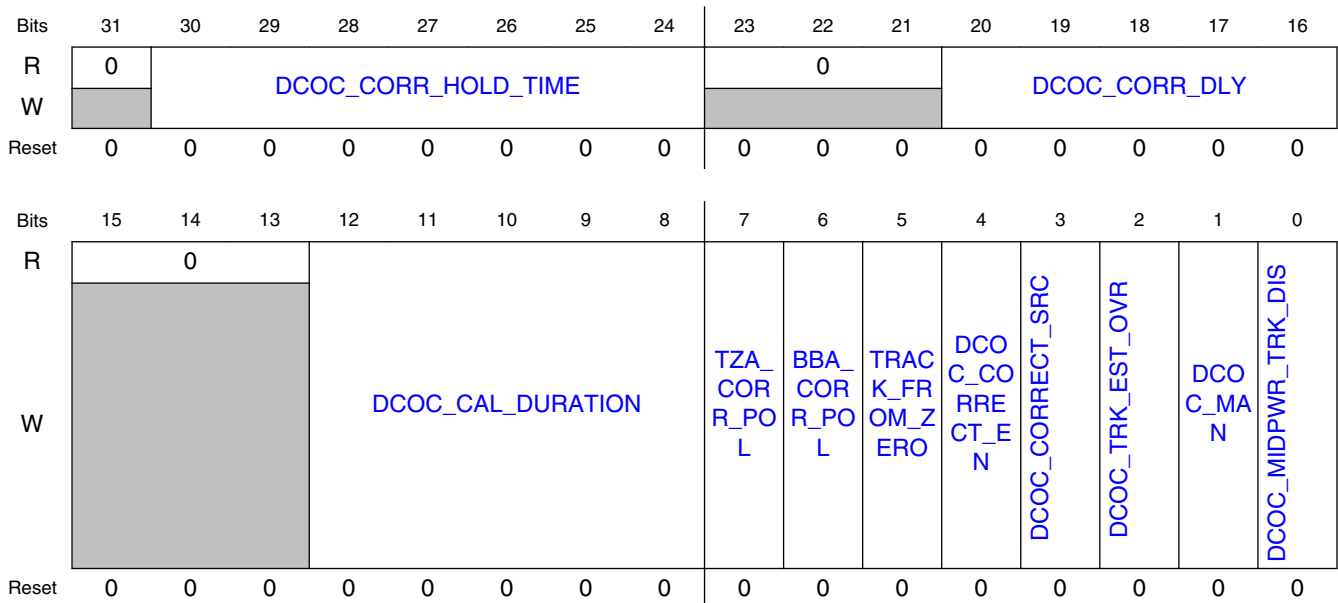 Bits 31 30 29 28 27 26 25 24 23 22 21 20 19 18 17 16
R 0 DCOC_CORR_HOLD_TIME 0 DCOC_CORR_DLY
W
Reset 0 0 0 0 0 0 0 0 0 0 0 0 0 0 0 0
Bits 15 14 13 12 11 10 9 8 7 6 5 4 3 2 1 0
R 0
W
DCOC_CAL_DURATION
TZA_
COR
R_PO
L
BBA_
COR
R_PO
L
TRAC
K_FR
OM_Z
ERO
DCO
C_CO
RRE
CT_E
N
DCOC_CORRECT_SRC
DCOC_TRK_EST_OVR
DCO
C_MA
N
DCOC_MIDPWR_TRK_DIS
Reset 0 0 0 0 0 0 0 0 0 0 0 0 0 0 0 0